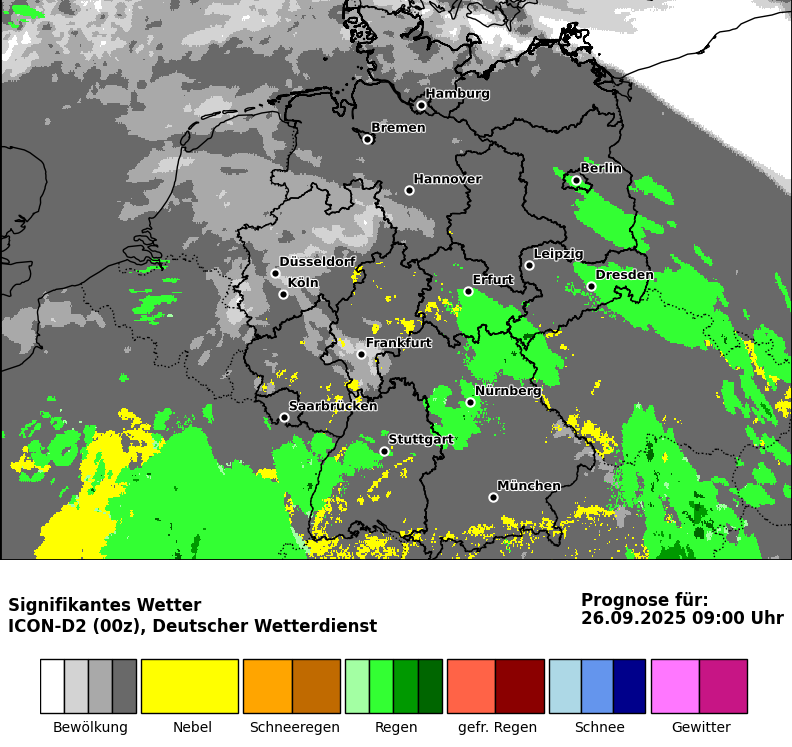 Hamburg
Bremen
Berlin
Hannover
Leipzig
Düsseldorf
Dresden
Köln
Erfurt
Frankfurt
Nürnberg
Saarbrücken
Stuttgart
München
Signifikantes Wetter
ICON-D2 (00z), Deutscher Wetterdienst
Prognose für:
26.09.2025 09:00 Uhr
Bewölkung
Nebel
Schneeregen
Regen
gefr. Regen
Schnee
Gewitter